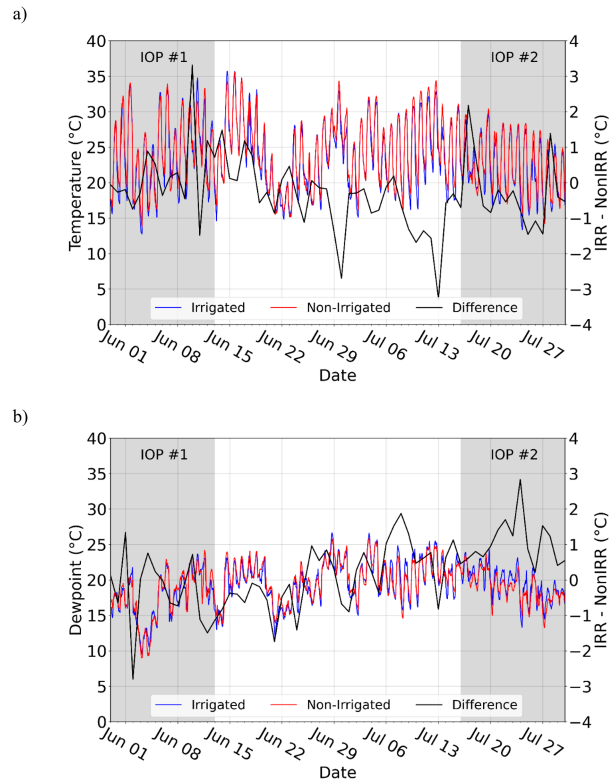 a)
IOP #1
IOP #2
40
35
30
25
20
15
10
5
0
Temperature (°C)
4
3
2
1
0
−1
−2
−3
−4
IRR - NonIRR (°C)
Irrigated
Non-Irrigated
Difference
Jun 01
Jun 08
Jun 15
Jun 22
Jun 29
Jul 06
Jul 13
Jul 20
Jul 27
Date
b)
IOP #1
IOP #2
40
35
30
25
20
15
10
5
0
Dewpoint (°C)
4
3
2
1
0
−1
−2
−3
−4
IRR - NonIRR (°C)
Irrigated
Non-Irrigated
Difference
Jun 01
Jun 08
Jun 15
Jun 22
Jun 29
Jul 06
Jul 13
Jul 20
Jul 27
Date